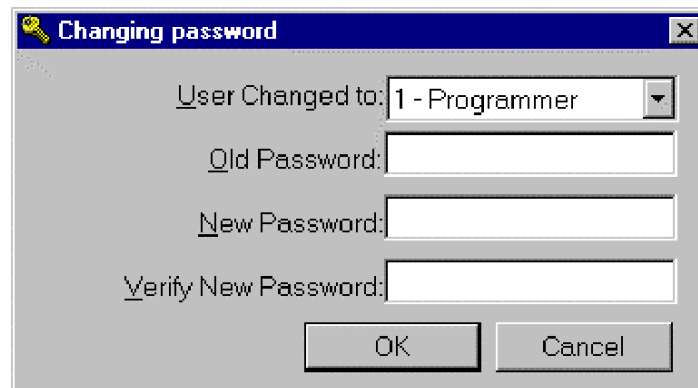 Changing password
User Changed to: 1 - Programmer
Old Password:
New Password:
Verify New Password:
OK Cancel